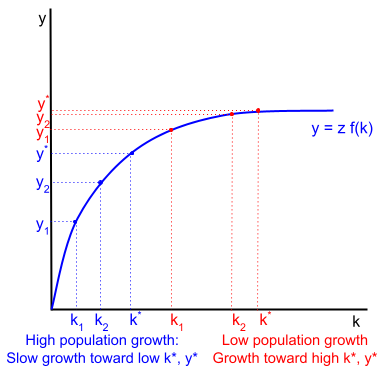 y
y*
y₂
y₁
y = z f(k)
y*
y₂
y₁
k₁ k₂ k* k₁ k₂ k* k
High population growth:
Slow growth toward low k*, y*
Low population growth
Growth toward high k*, y*